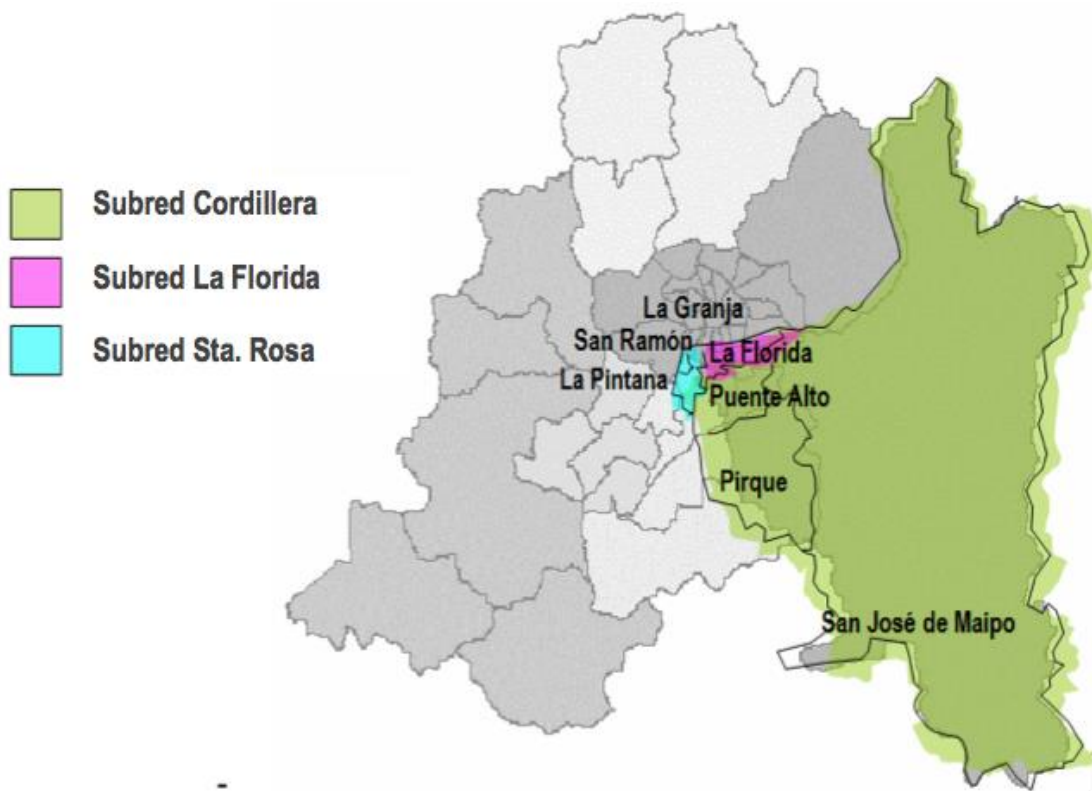 Subred Cordillera
Subred La Florida
Subred Sta. Rosa
La Granja
San Ramón
La Florida
La Pintana
Puente Alto
Pirque
San José de Maipo
-